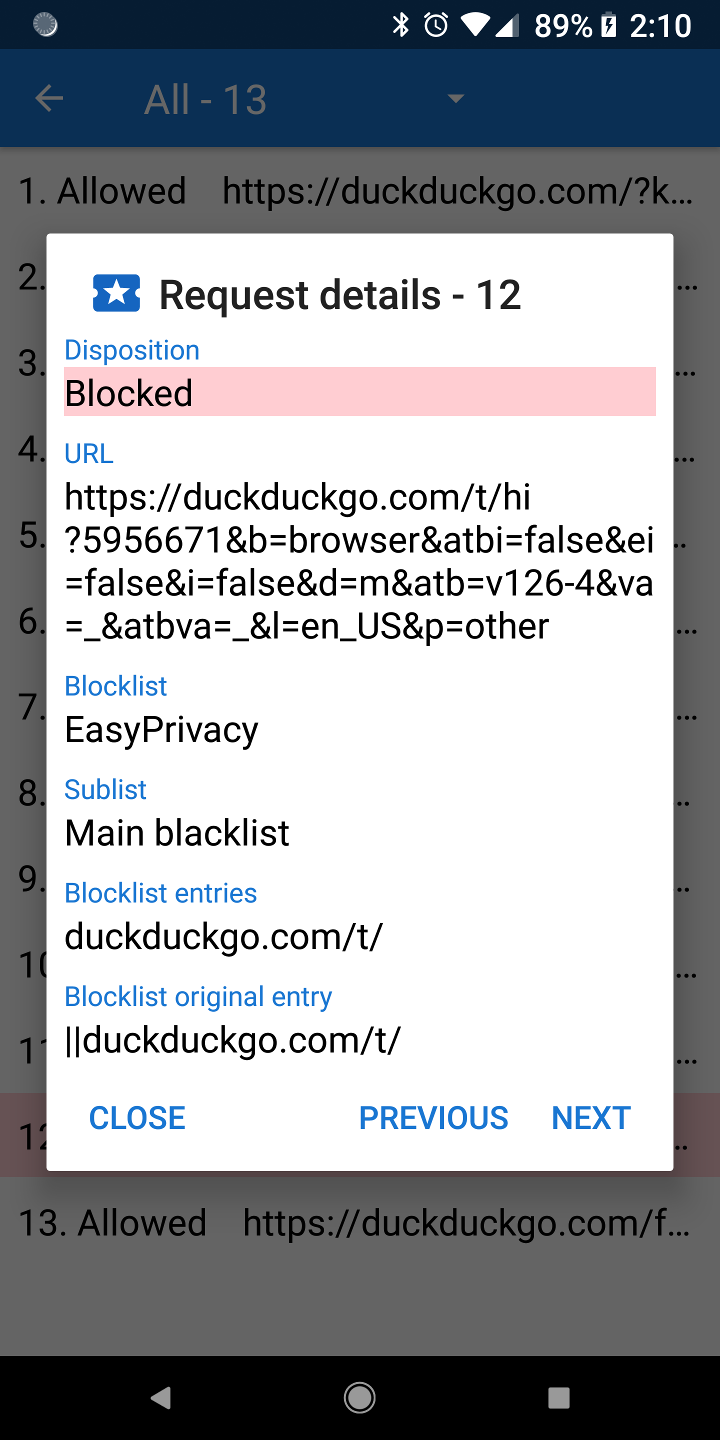 89% 2:10
All - 13
1. Allowed https://duckduckgo.com/?k...
2. ...
3. ...
4. ...
5. ..
6. ...
7. ...
8. ..
9. ..
10 ...
11 ...
12 ..
Request details - 12
Disposition
Blocked
URL
https://duckduckgo.com/t/hi
?5956671&b=browser&atbi=false&ei
=false&i=false&d=m&atb=v126-4&va
=_&atbva=_&l=en_US&p=other
Blocklist
EasyPrivacy
Sublist
Main blacklist
Blocklist entries
duckduckgo.com/t/
Blocklist original entry
||duckduckgo.com/t/
CLOSE PREVIOUS NEXT
13. Allowed https://duckduckgo.com/f...